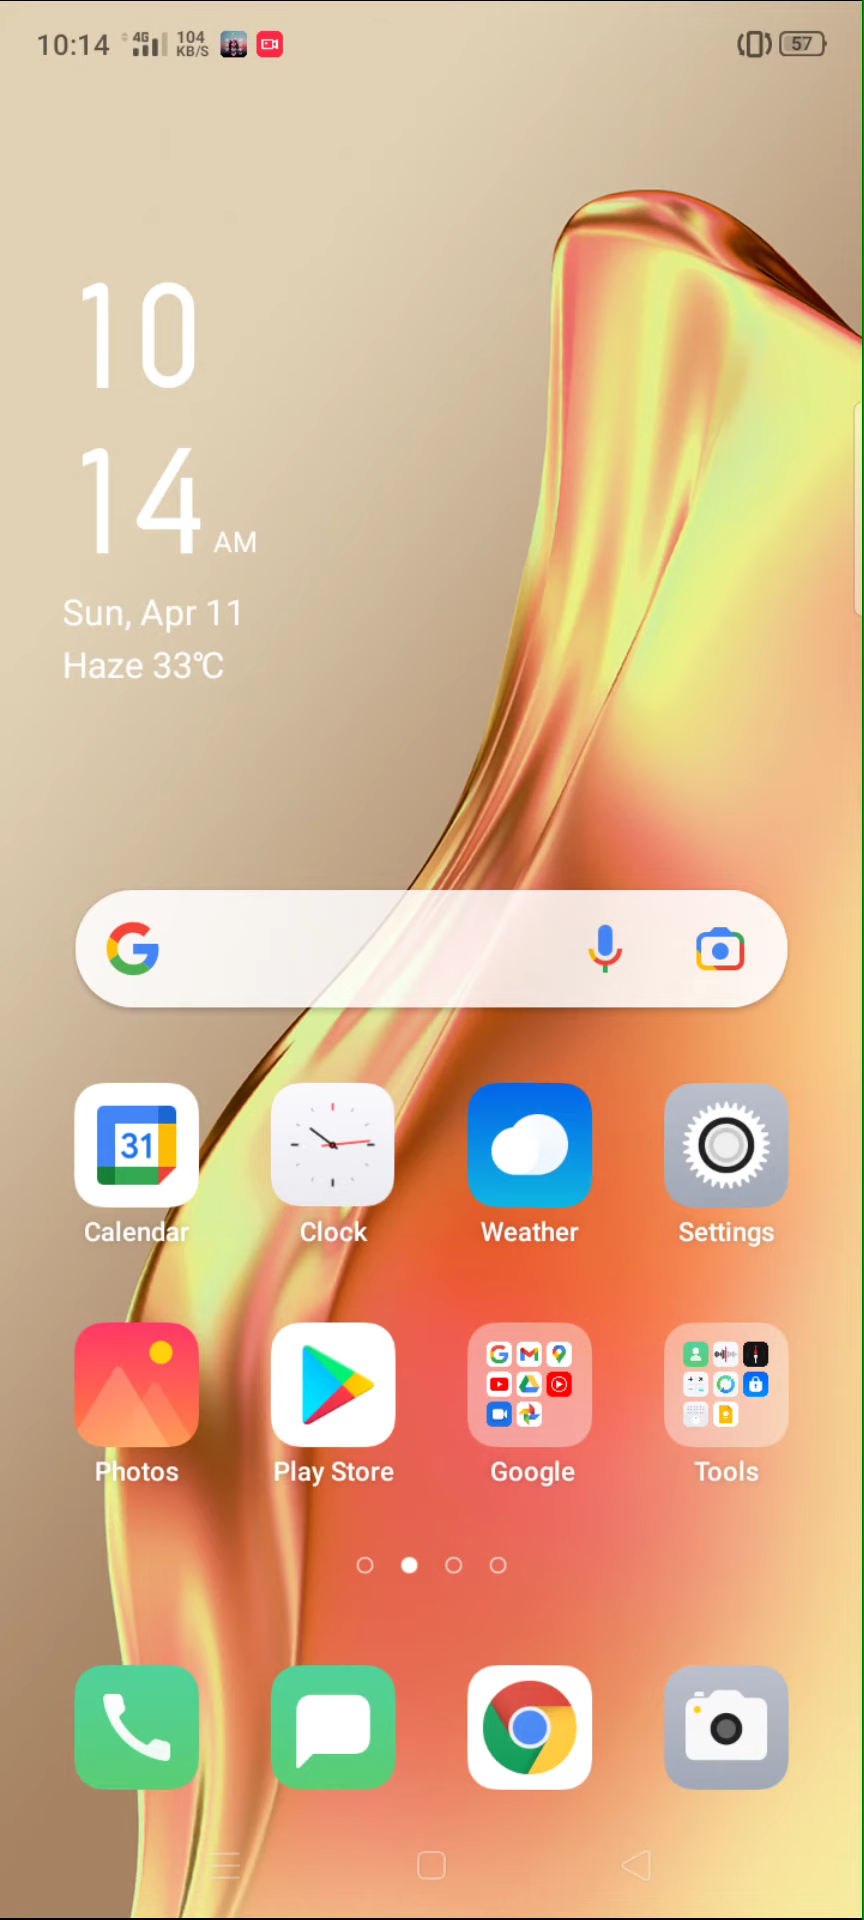 10:14 4G 104 KB/S 57
10
14 AM
Sun, Apr 11
Haze 33℃
31
Calendar Clock Weather Settings
Photos Play Store Google Tools